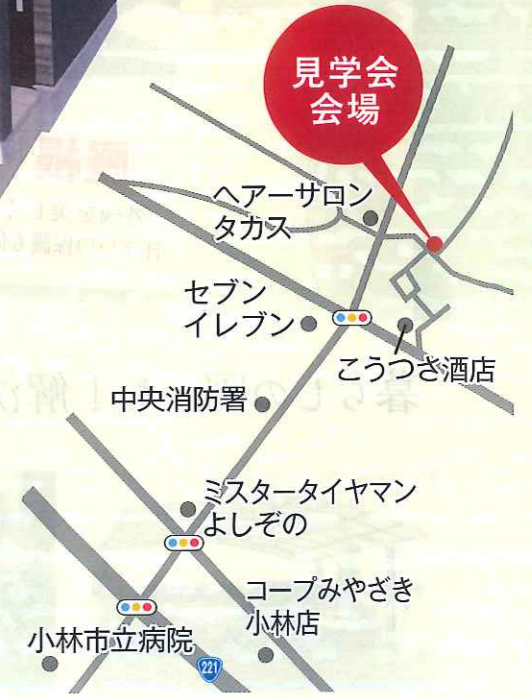 見学会
会場
ヘアーサロン
タカス
セブン
イレブン
こうつさ酒店
中央消防署
ミスタータイヤマン
よしぞの
コープみやざき
小林店
小林市立病院
221